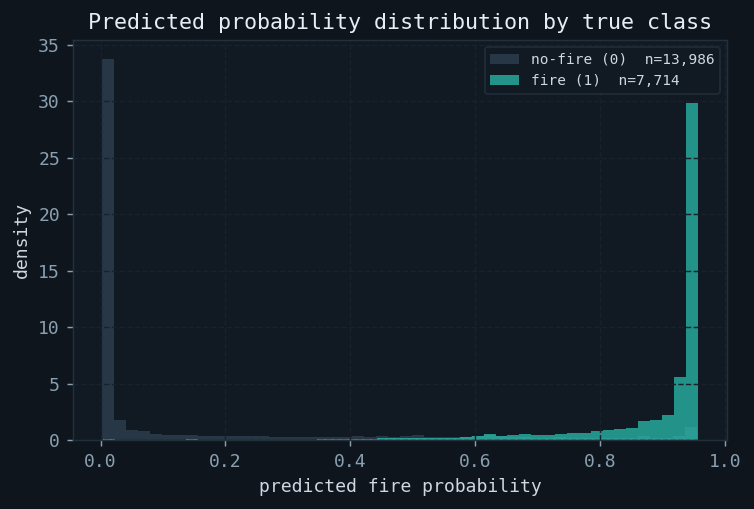 Predicted probability distribution by true class
no-fire (0)  n=13,986
fire (1)  n=7,714
35
30
25
20
15
10
5
0
density
0.0 0.2 0.4 0.6 0.8 1.0
predicted fire probability